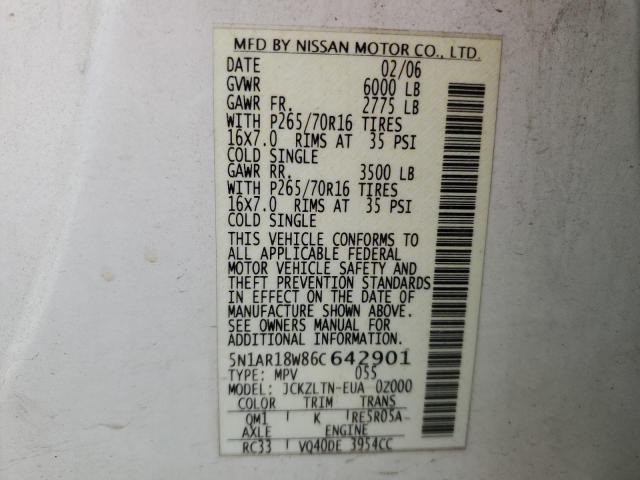 MFD BY NISSAN MOTOR CO., LTD.
DATE 02/06
GVWR 6000 LB
GAWR FR. 2775 LB
WITH P265/70R16 TIRES
16X7.0 RIMS AT 35 PSI
COLD SINGLE
GAWR RR. 3500 LB
WITH P265/70R16 TIRES
16X7.0 RIMS AT 35 PSI
COLD SINGLE
THIS VEHICLE CONFORMS TO
ALL APPLICABLE FEDERAL
MOTOR VEHICLE SAFETY AND
THEFT PREVENTION STANDARDS
IN EFFECT ON THE DATE OF
MANUFACTURE SHOWN ABOVE.
SEE OWNERS MANUAL FOR
ADDITIONAL INFORMATION.
5N1AR18W86C642901
TYPE: MPV 055
MODEL: JCKZLTN-EUA 0Z000
COLOR TRIM TRANS
QM1 K RE5R05A
AXLE ENGINE
RC33 VQ40DE 3954CC